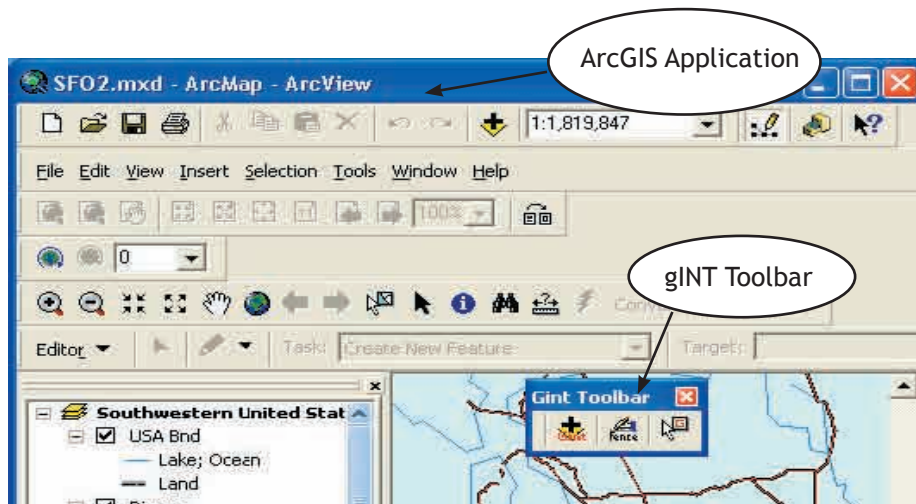 ArcGIS Application
SFO2.mxd - ArcMap - ArcView
1:1,819,847
File Edit View Insert Selection Tools Window Help
100%
0
gINT Toolbar
Editor Task: Create New Feature Target:
Gint Toolbar
fence
Southwestern United Stat
USA Bnd
Lake; Ocean
Land